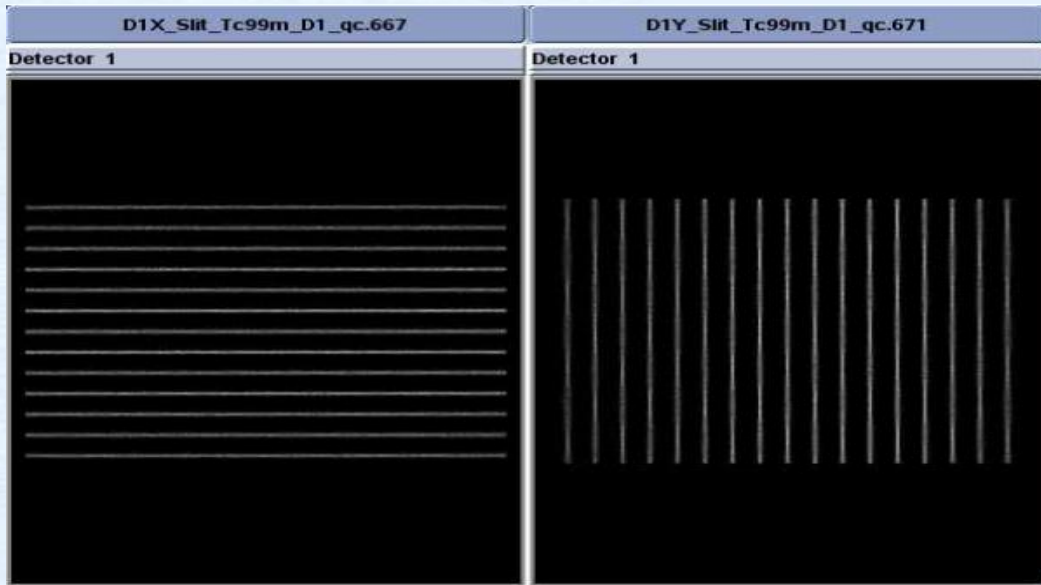 D1X_Slit_Tc99m_D1_qc.667
D1Y_Slit_Tc99m_D1_qc.671
Detector 1
Detector 1